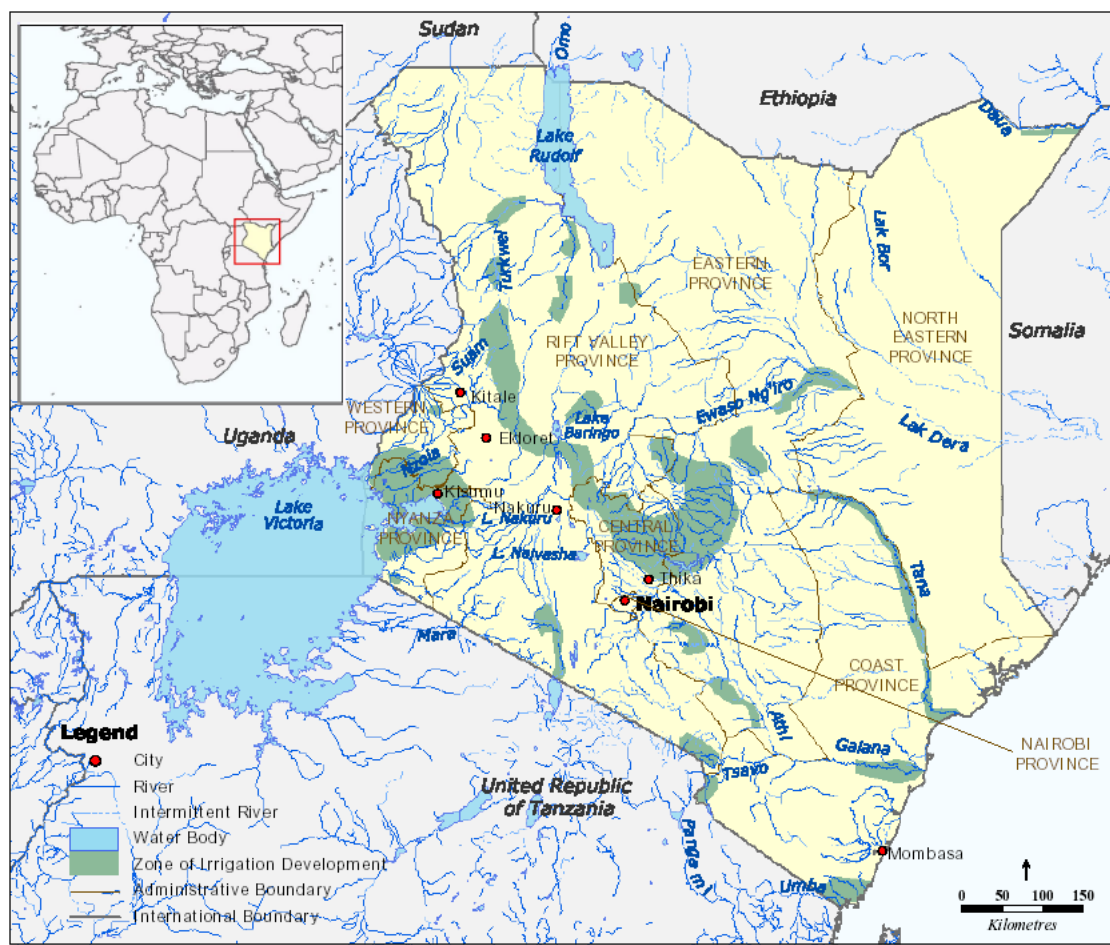 Sudan
Omo
Ethiopia
Daua
Lake
Rudolf
Lak Bor
Turkwel
EASTERN
PROVINCE
NORTH
EASTERN
PROVINCE
Somalia
RIFT VALLEY
PROVINCE
Suam
Kitale
WESTERN
PROVINCE
Ewaso Ng'iro
Lake
Baringo
Uganda
Eldoret
Lak Dera
Nzoia
Kisumu
Lake
Victoria
Nakuru
NYANZA
PROVINCE
L. Nakuru
CENTRAL
PROVINCE
L. Naivasha
Thika
Tana
Nairobi
Mara
COAST
PROVINCE
Athi
Galana
NAIROBI
PROVINCE
Tsavo
United Republic
of Tanzania
Pangani
Mombasa
Umba
Legend
City
River
Intermittent River
Water Body
Zone of Irrigation Development
Administrative Boundary
International Boundary
0 40 80 150
Kilometres